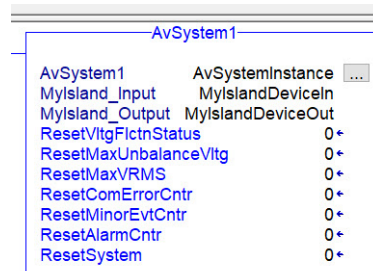 AvSystem1
AvSystem1 AvSystemInstance ...
MyIsland_Input MyIslandDeviceIn
MyIsland_Output MyIslandDeviceOut
ResetVltgFlctnStatus 0
ResetMaxUnbalanceVltg 0
ResetMaxVRMS 0
ResetComErrorCntr 0
ResetMinorEvtCntr 0
ResetAlarmCntr 0
ResetSystem 0